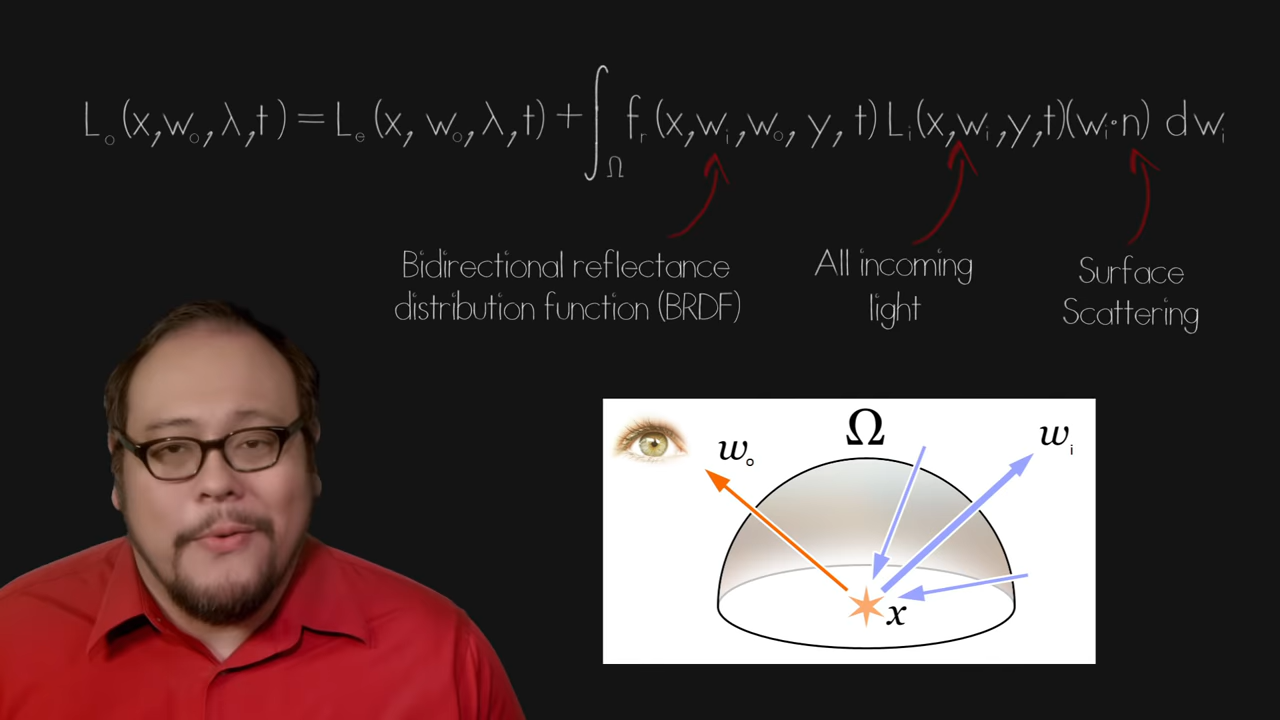 Lₒ(x,wₒ,λ,t)=Lₑ(x, wₒ,λ,t)+∫_Ω fᵣ(x,wᵢ,wₒ, y, t)Lᵢ(x,wᵢ,y,t)(wᵢ∘n) dwᵢ
Bidirectional reflectance
distribution function (BRDF)
All incoming
light
Surface
Scattering
wₒ
Ω
wᵢ
x